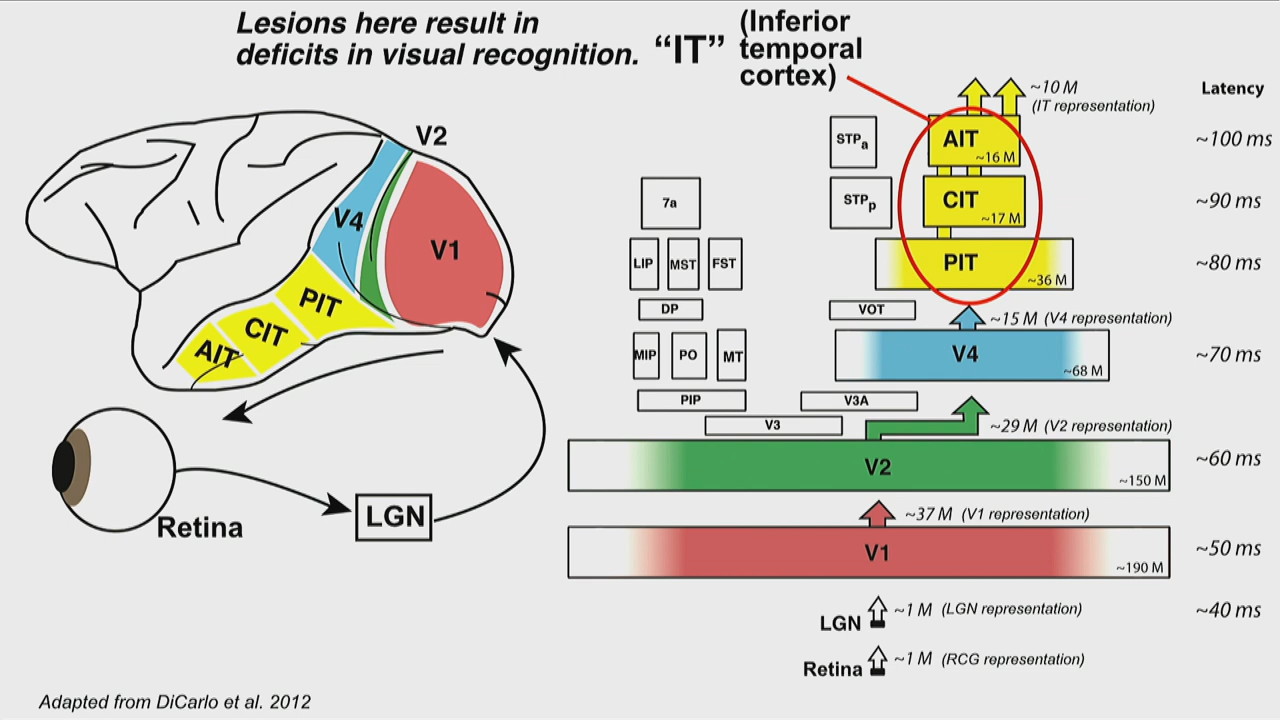 Lesions here result in
deficits in visual recognition.
“IT”
(Inferior
temporal
cortex)
V2
V4
V1
PIT
CIT
AIT
Retina
LGN
~10 M
(IT representation)
Latency
STPa
AIT
~16 M
~100 ms
7a
STPp
CIT
~17 M
~90 ms
LIP
MST
FST
PIT
~36 M
~80 ms
DP
VOT
~15 M (V4 representation)
MIP
PO
MT
V4
~68 M
~70 ms
PIP
V3A
V3
~29 M (V2 representation)
V2
~150 M
~60 ms
~37 M (V1 representation)
V1
~190 M
~50 ms
LGN
~1 M (LGN representation)
~40 ms
Retina
~1 M (RCG representation)
Adapted from DiCarlo et al. 2012